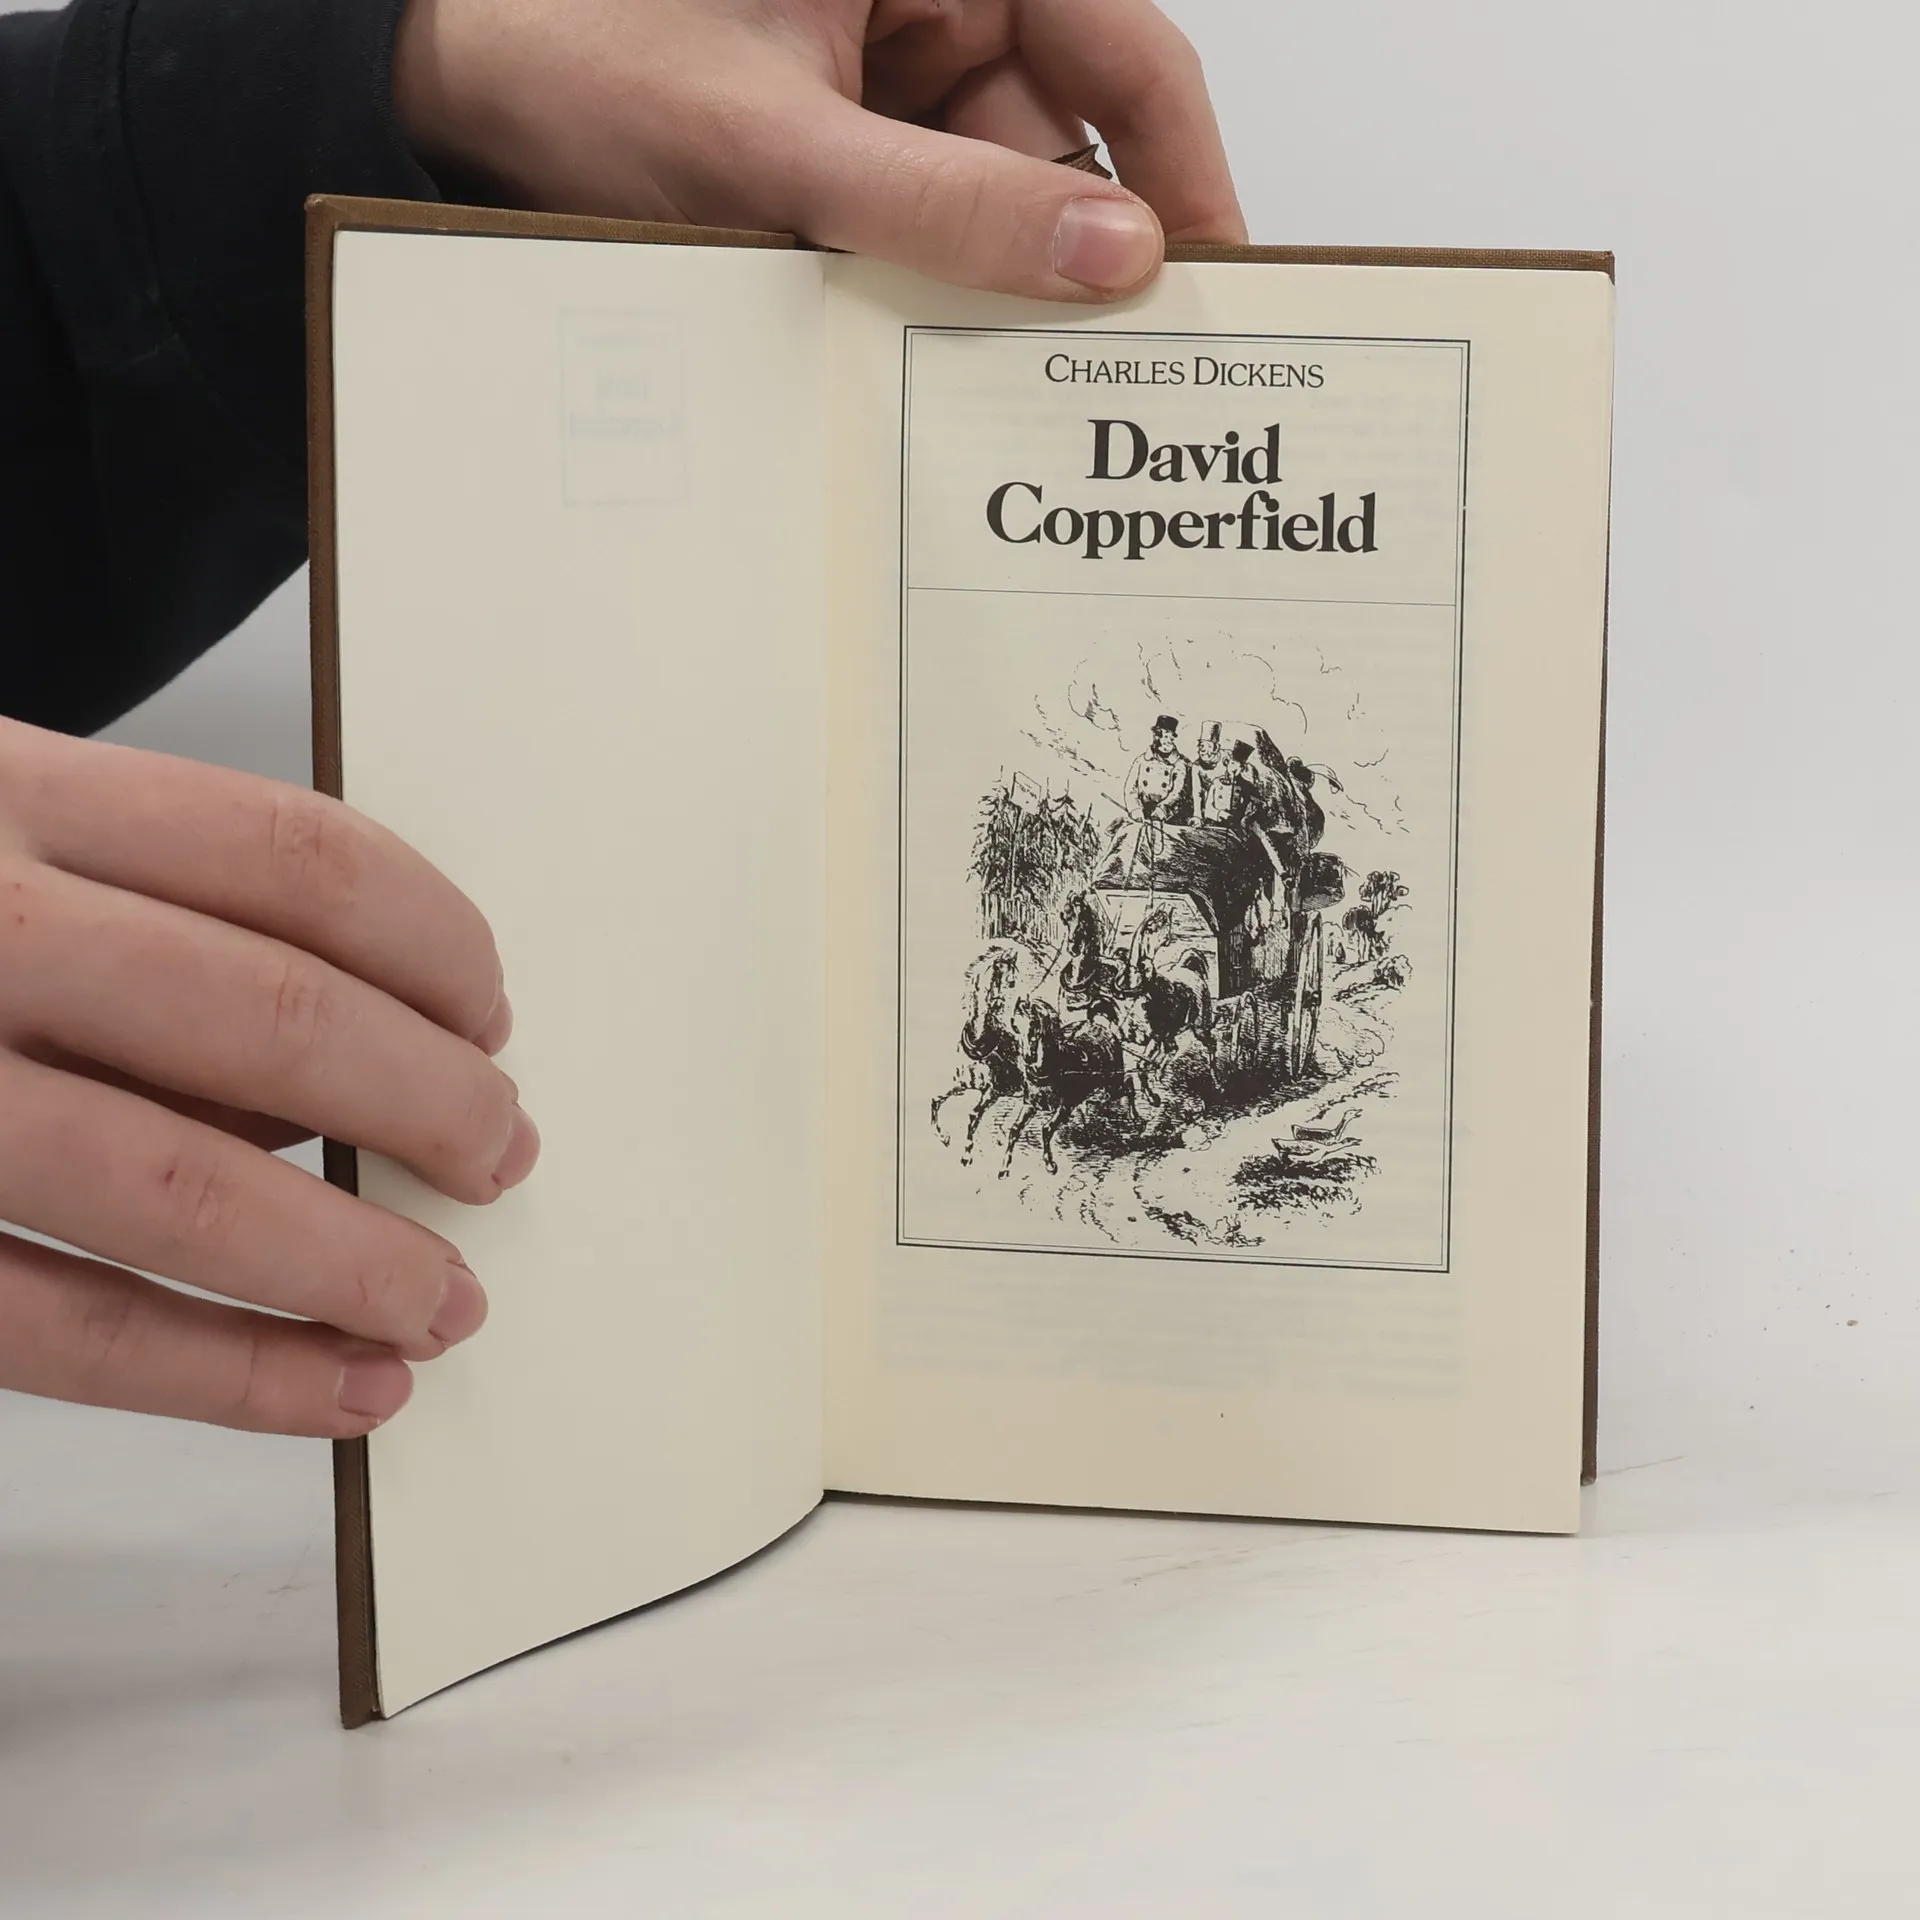 CHARLES DICKENS
David
Copperfield